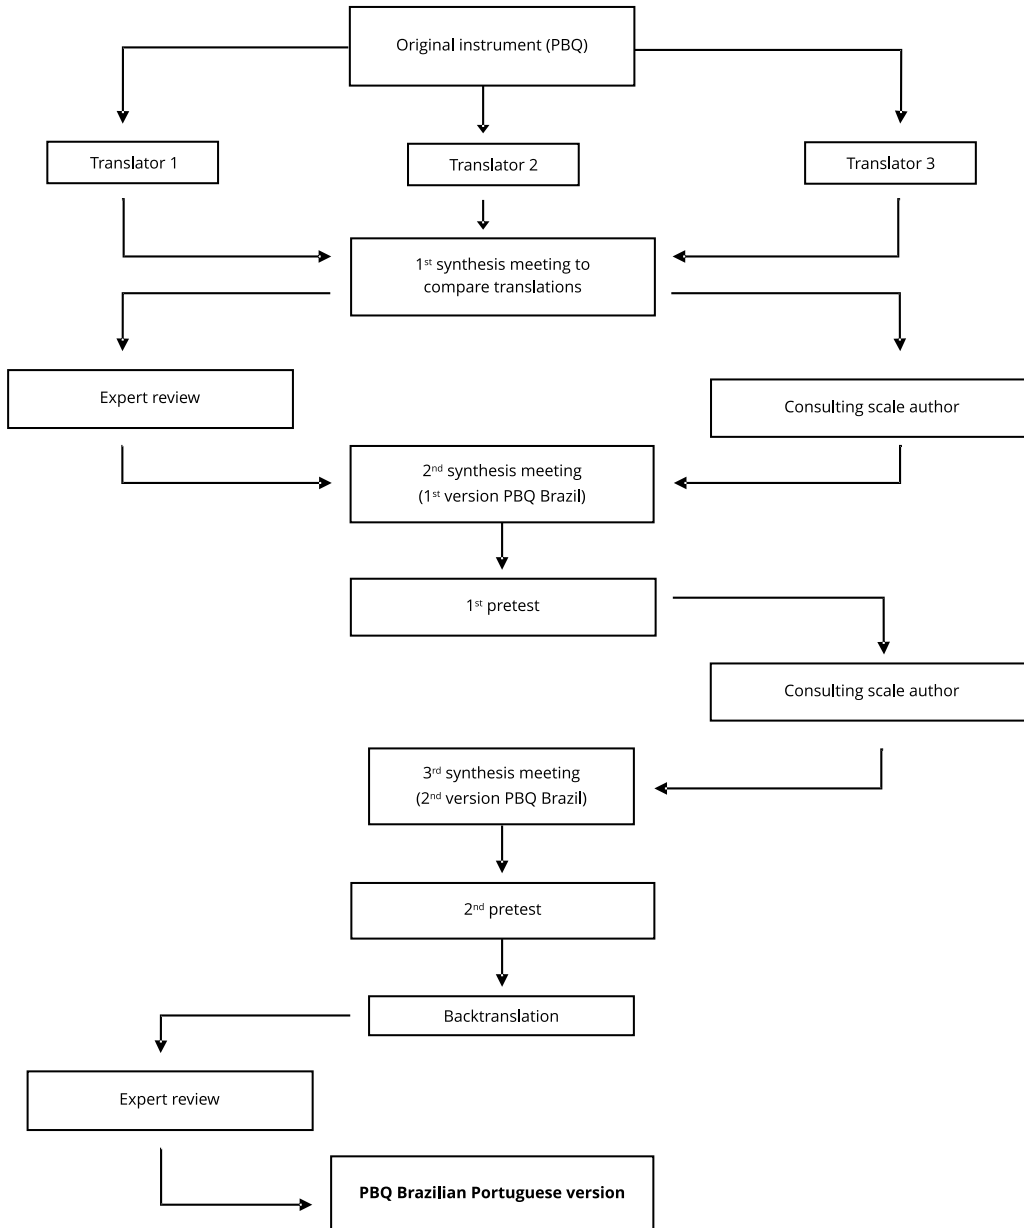 Original instrument (PBQ)
Translator 1
Translator 2
Translator 3
1st synthesis meeting to
compare translations
Expert review
Consulting scale author
2nd synthesis meeting
(1st version PBQ Brazil)
1st pretest
Consulting scale author
3rd synthesis meeting
(2nd version PBQ Brazil)
2nd pretest
Backtranslation
Expert review
PBQ Brazilian Portuguese version